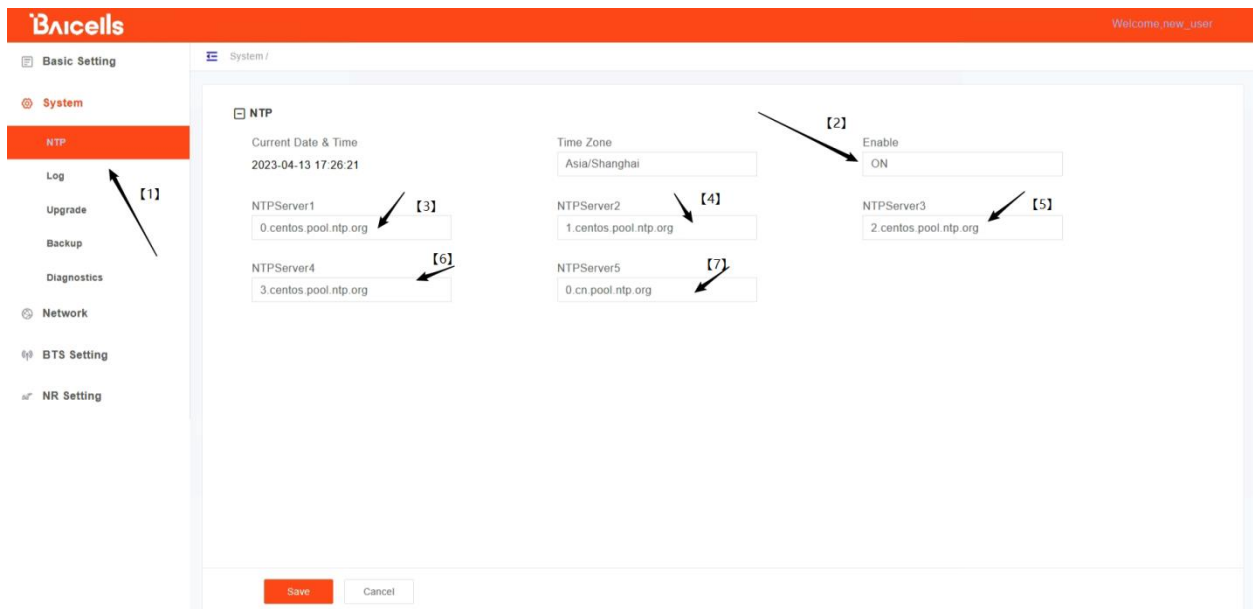 Baicells
Welcome,new_user
Basic Setting
System /
System
NTP
Log
Upgrade
Backup
Diagnostics
Network
BTS Setting
NR Setting
NTP
Current Date & Time
2023-04-13 17:26:21
Time Zone
Asia/Shanghai
Enable
ON
NTPServer1
0.centos.pool.ntp.org
NTPServer2
1.centos.pool.ntp.org
NTPServer3
2.centos.pool.ntp.org
NTPServer4
3.centos.pool.ntp.org
NTPServer5
0.cn.pool.ntp.org
【1】
【2】
【3】
【4】
【5】
【6】
【7】
Save
Cancel